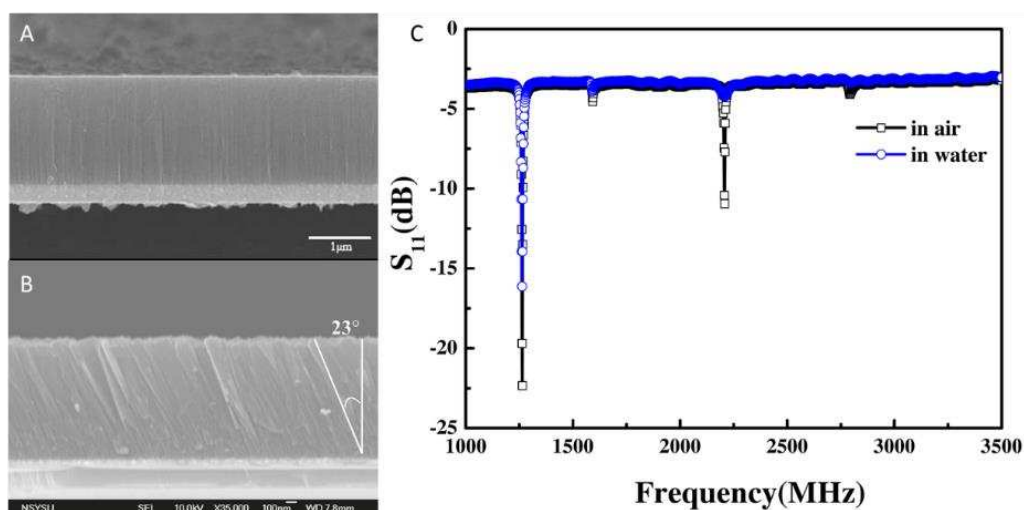 A
1μm
B
23°
NSYSU SEI 10.0kV X35,000 100nm WD 7.8mm
C
0
-5
-10
-15
-20
-25
S11(dB)
in air
in water
1000 1500 2000 2500 3000 3500
Frequency(MHz)